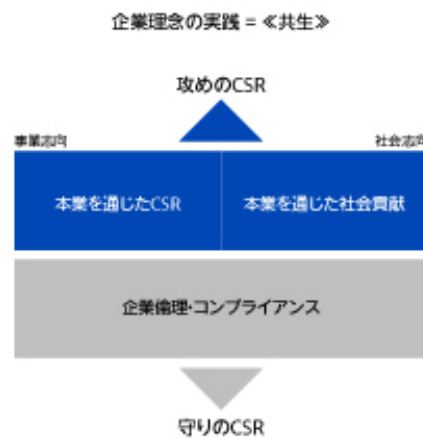 企業理念の実践 = ≪共生≫
攻めのCSR
事業志向
社会志向
本業を通じたCSR
本業を通じた社会貢献
企業倫理・コンプライアンス
守りのCSR